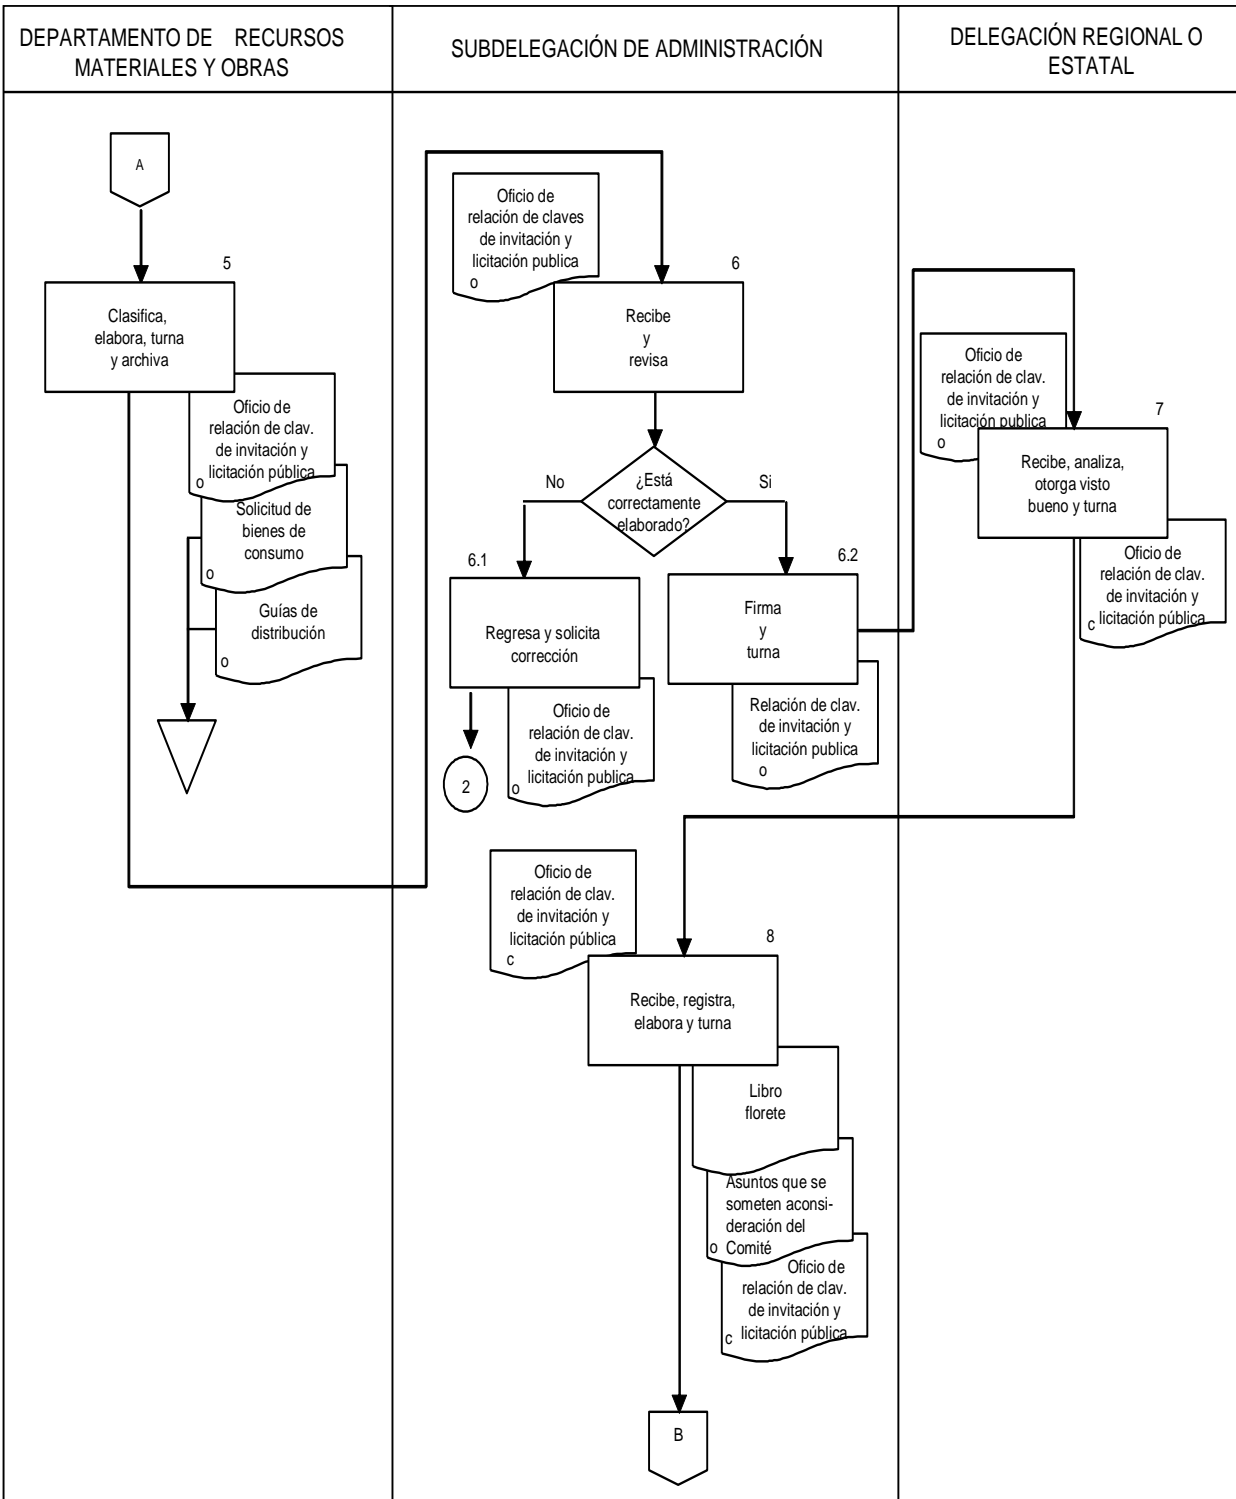 DEPARTAMENTO DE RECURSOS
MATERIALES Y OBRAS
SUBDELEGACIÓN DE ADMINISTRACIÓN
DELEGACIÓN REGIONAL O
ESTATAL
A
5
Clasifica,
elabora, turna
y archiva
Oficio de
relación de clav.
de invitación y
licitación pública
o
Solicitud de
bienes de
consumo
o
Guías de
distribución
o
Oficio de
relación de claves
de invitación y
licitación publica
o
6
Recibe
y
revisa
¿Está
correctamente
elaborado?
No
Si
6.1
Regresa y solicita
corrección
Oficio de
relación de clav.
de invitación y
licitación publica
o
2
6.2
Firma
y
turna
Relación de clav.
de invitación y
licitación publica
o
Oficio de
relación de clav.
de invitación y
licitación publica
o
7
Recibe, analiza,
otorga visto
bueno y turna
Oficio de
relación de clav.
de invitación y
licitación pública
c
Oficio de
relación de clav.
de invitación y
licitación pública
c
8
Recibe, registra,
elabora y turna
Libro
florete
Asuntos que se
someten aconsi-
deración del
Comité
o
Oficio de
relación de clav.
de invitación y
licitación pública
c
B